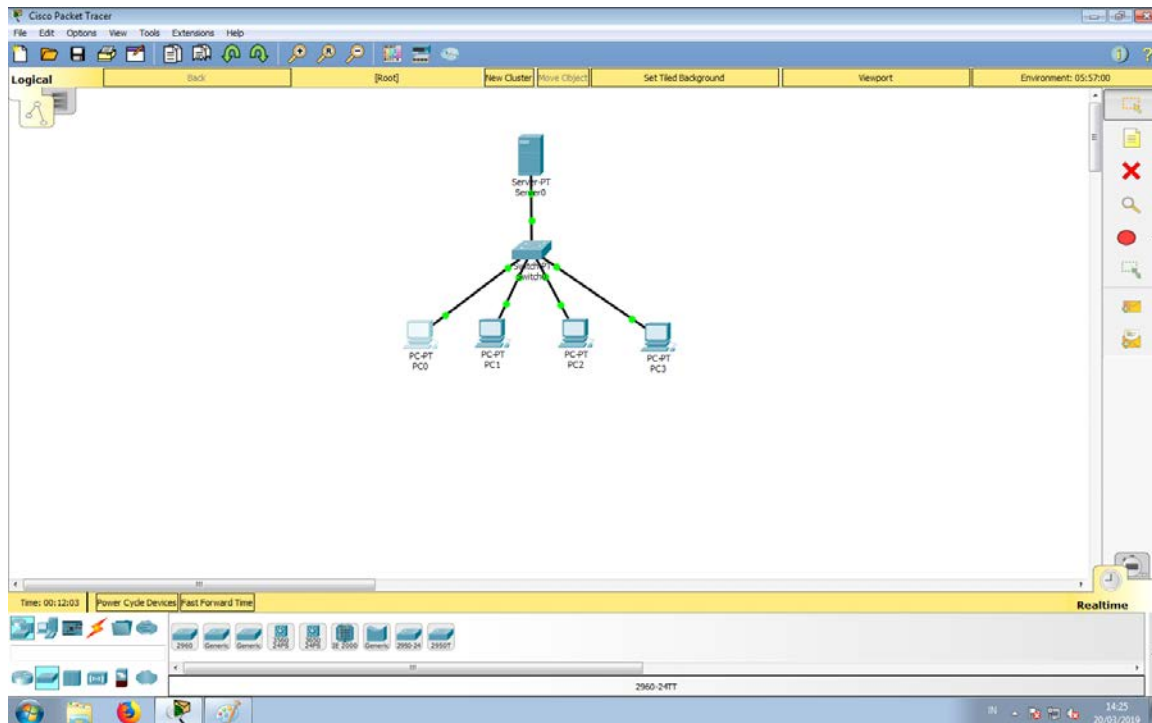 Cisco Packet Tracer
File Edit Options View Tools Extensions Help
Logical Back [Root] New Cluster Move Object Set Tiled Background Viewport Environment: 05:57:00
Server-PT
Server0
Switch-PT
PC-PT
PC0
PC-PT
PC1
PC-PT
PC2
PC-PT
PC3
Time: 00:12:03 Power Cycle Devices Fast Forward Time Realtime
2960 Generic Generic IE 2000 Generic 2950-24 2950T
2960-24TT
IN 14:25
20/03/2019